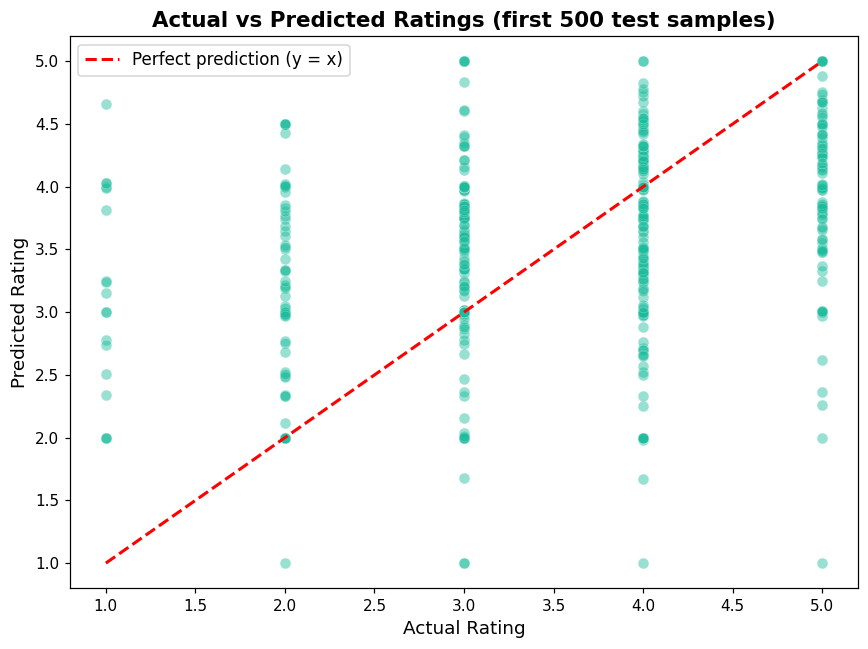 Actual vs Predicted Ratings (first 500 test samples)
Perfect prediction (y = x)
Predicted Rating
5.0
4.5
4.0
3.5
3.0
2.5
2.0
1.5
1.0
1.0 1.5 2.0 2.5 3.0 3.5 4.0 4.5 5.0
Actual Rating